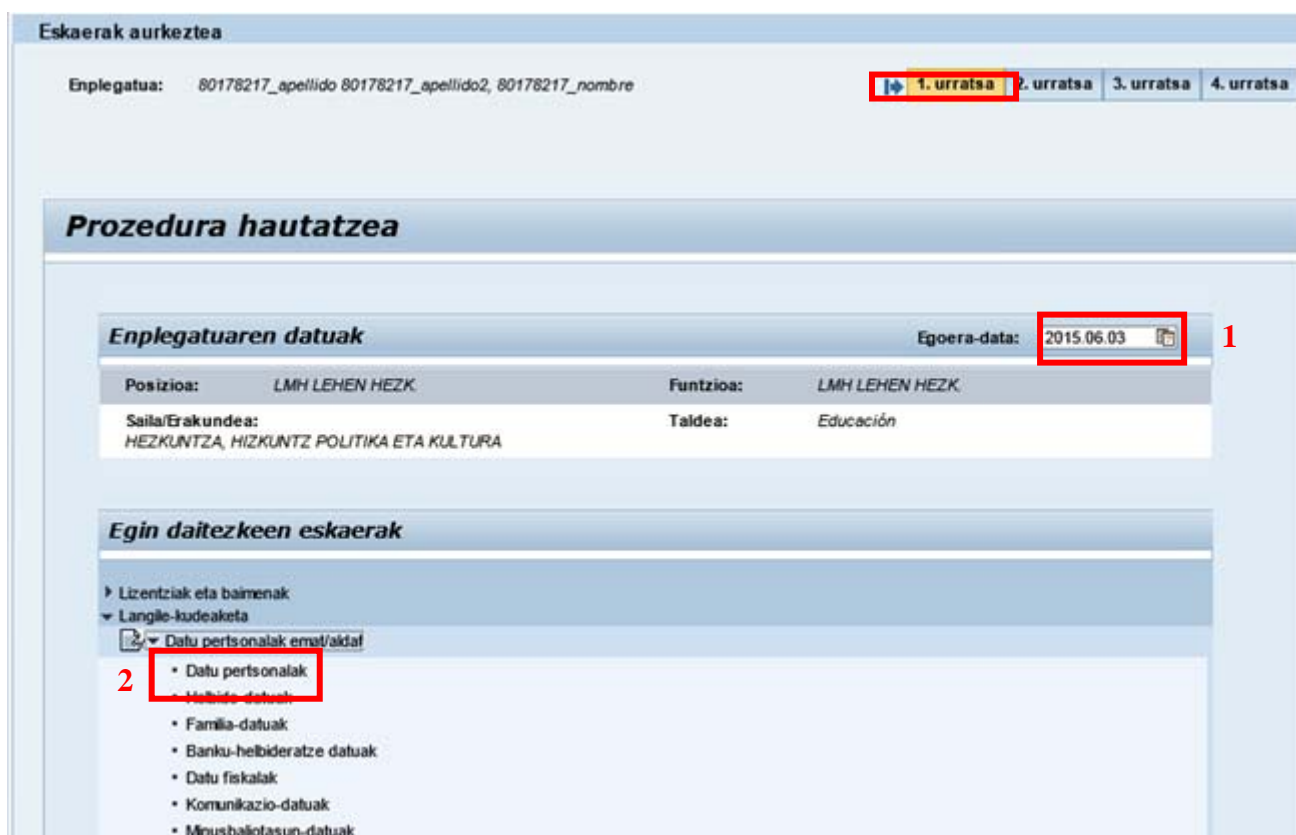 Eskaerak aurkeztea
Enplegatua: 80178217_apellido 80178217_apellido2, 80178217_nombre
1. urratsa 2. urratsa 3. urratsa 4. urratsa
Prozedura hautatzea
Enplegatuaren datuak Egoera-data: 2015.06.03 1
Posizioa: LMH LEHEN HEZK. Funtzioa: LMH LEHEN HEZK.
Saila/Erakundea: Taldea: Educación
HEZKUNTZA, HIZKUNTZ POLITIKA ETA KULTURA
Egin daitezkeen eskaerak
Lizentziak eta baimenak
Langile-kudeaketa
Datu pertsonalak emat/aldat
2 • Datu pertsonalak
• Helbide-datuak
• Familia-datuak
• Banku-helbideratze datuak
• Datu fiskalak
• Komunikazio-datuak
• Minusbaliotasun-datuak